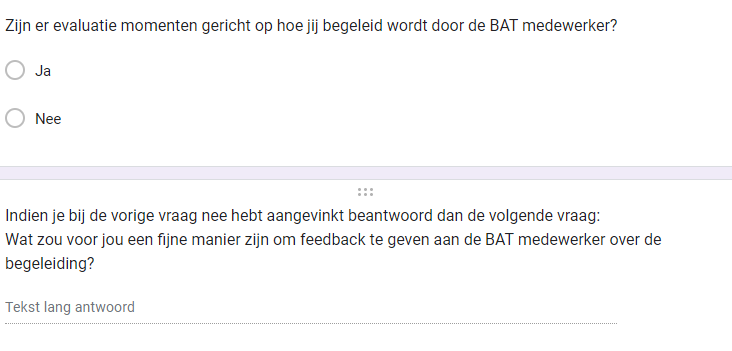 Zijn er evaluatie momenten gericht op hoe jij begeleid wordt door de BAT medewerker?
Ja
Nee
Indien je bij de vorige vraag nee hebt aangevinkt beantwoord dan de volgende vraag:
Wat zou voor jou een fijne manier zijn om feedback te geven aan de BAT medewerker over de
begeleiding?
Tekst lang antwoord